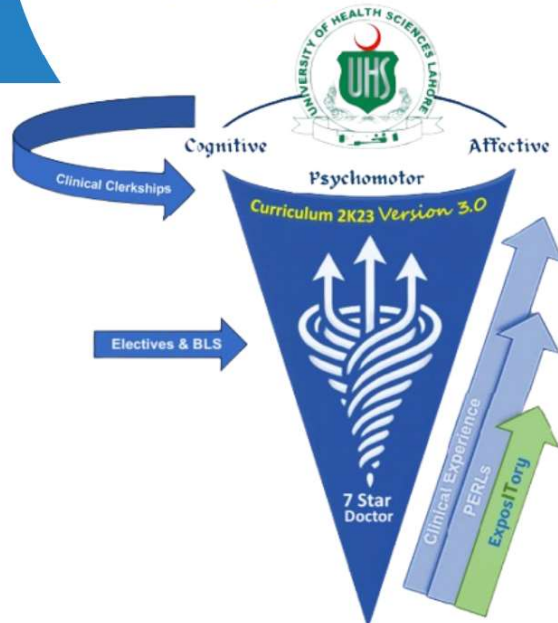 UNIVERSITY OF HEALTH SCIENCES LAHORE
UHS
Cognitive
Affective
Psychomotor
Clinical Clerkships
Curriculum 2K23 Version 3.0
Electives & BLS
7 Star
Doctor
Clinical Experience
PERLs
ExposITory